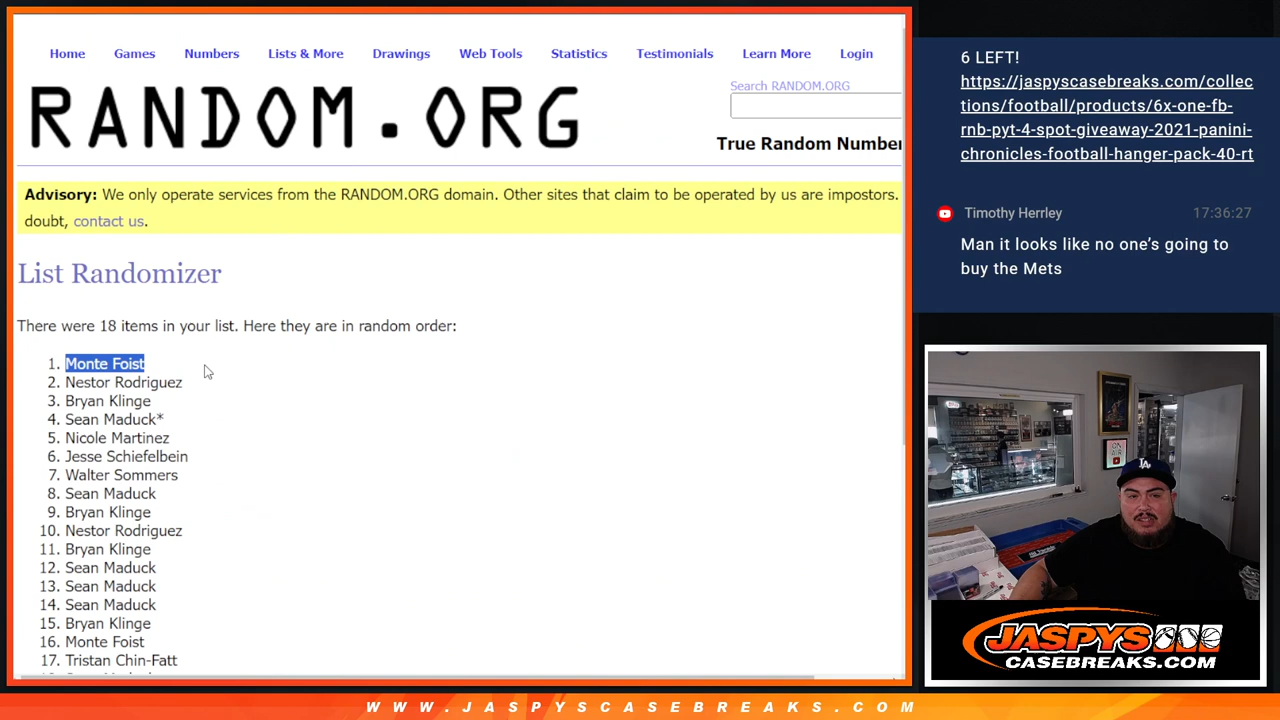 Home Games Numbers Lists & More Drawings Web Tools Statistics Testimonials Learn More Login
RANDOM.ORG
Search RANDOM.ORG
True Random Number
Advisory: We only operate services from the RANDOM.ORG domain. Other sites that claim to be operated by us are impostors.
doubt, contact us.
List Randomizer
There were 18 items in your list. Here they are in random order:
1. Monte Foist
2. Nestor Rodriguez
3. Bryan Klinge
4. Sean Maduck*
5. Nicole Martinez
6. Jesse Schiefelbein
7. Walter Sommers
8. Sean Maduck
9. Bryan Klinge
10. Nestor Rodriguez
11. Bryan Klinge
12. Sean Maduck
13. Sean Maduck
14. Sean Maduck
15. Bryan Klinge
16. Monte Foist
17. Tristan Chin-Fatt
6 LEFT!
https://jaspyscasebreaks.com/collec
tions/football/products/6x-one-fb-
rnb-pyt-4-spot-giveaway-2021-panini-
chronicles-football-hanger-pack-40-rt
Timothy Herrley 17:36:27
Man it looks like no one's going to
buy the Mets
ON
AIR
LA
JASPYS
CASEBREAKS.COM
WWW.JASPYSCASEBREAKS.COM